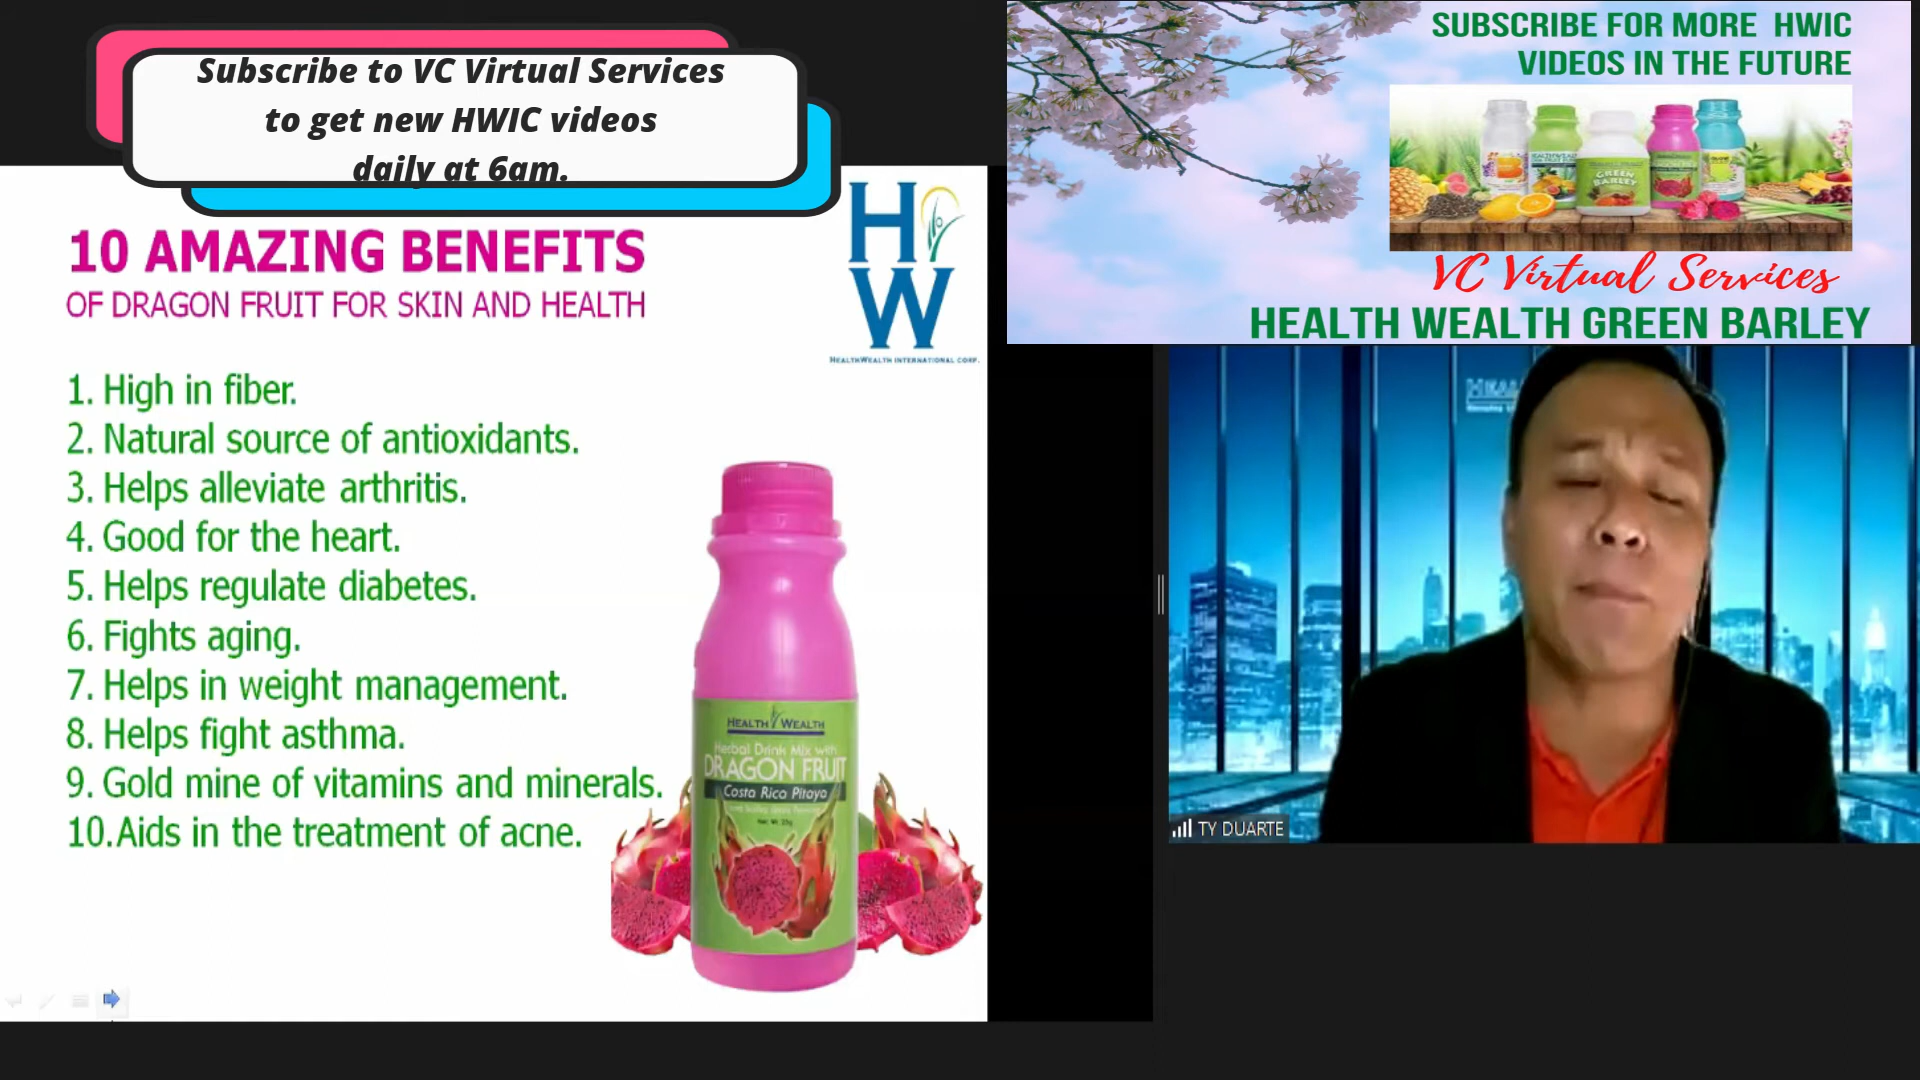 Subscribe to VC Virtual Services
to get new HWIC videos
daily at 6am.
SUBSCRIBE FOR MORE HWIC
VIDEOS IN THE FUTURE
GREEN
BARLEY
VC Virtual Services
HEALTH WEALTH GREEN BARLEY
H
W
HEALTHWEALTH INTERNATIONAL CORP.
10 AMAZING BENEFITS
OF DRAGON FRUIT FOR SKIN AND HEALTH
1. High in fiber.
2. Natural source of antioxidants.
3. Helps alleviate arthritis.
4. Good for the heart.
5. Helps regulate diabetes.
6. Fights aging.
7. Helps in weight management.
8. Helps fight asthma.
9. Gold mine of vitamins and minerals.
10.Aids in the treatment of acne.
HEALTH WEALTH
Herbal Drink Mix with
DRAGON FRUIT
Costa Rica Pitaya
TY DUARTE